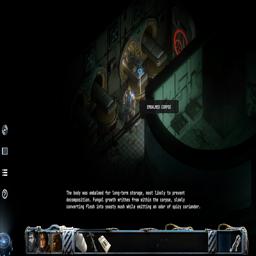 EMBALMED CORPSE
The body was embalmed for long-term storage, most likely to prevent
decomposition. Fungal growth writhes from within the corpse, slowly
converting flesh into yeasty mush while emitting an odor of spicy coriander.